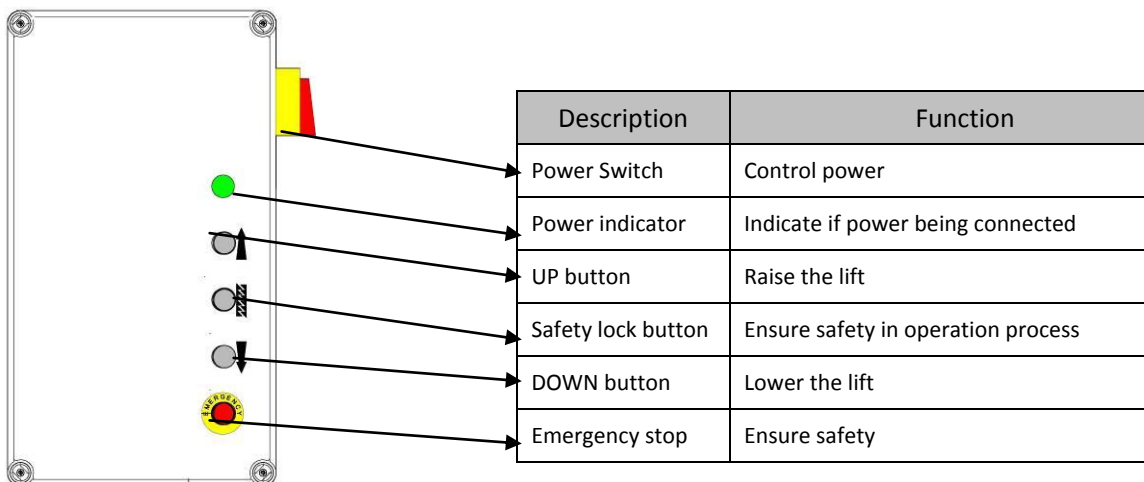 Description Function
Power Switch Control power
Power indicator Indicate if power being connected
UP button Raise the lift
Safety lock button Ensure safety in operation process
DOWN button Lower the lift
Emergency stop Ensure safety
EMERGENCY